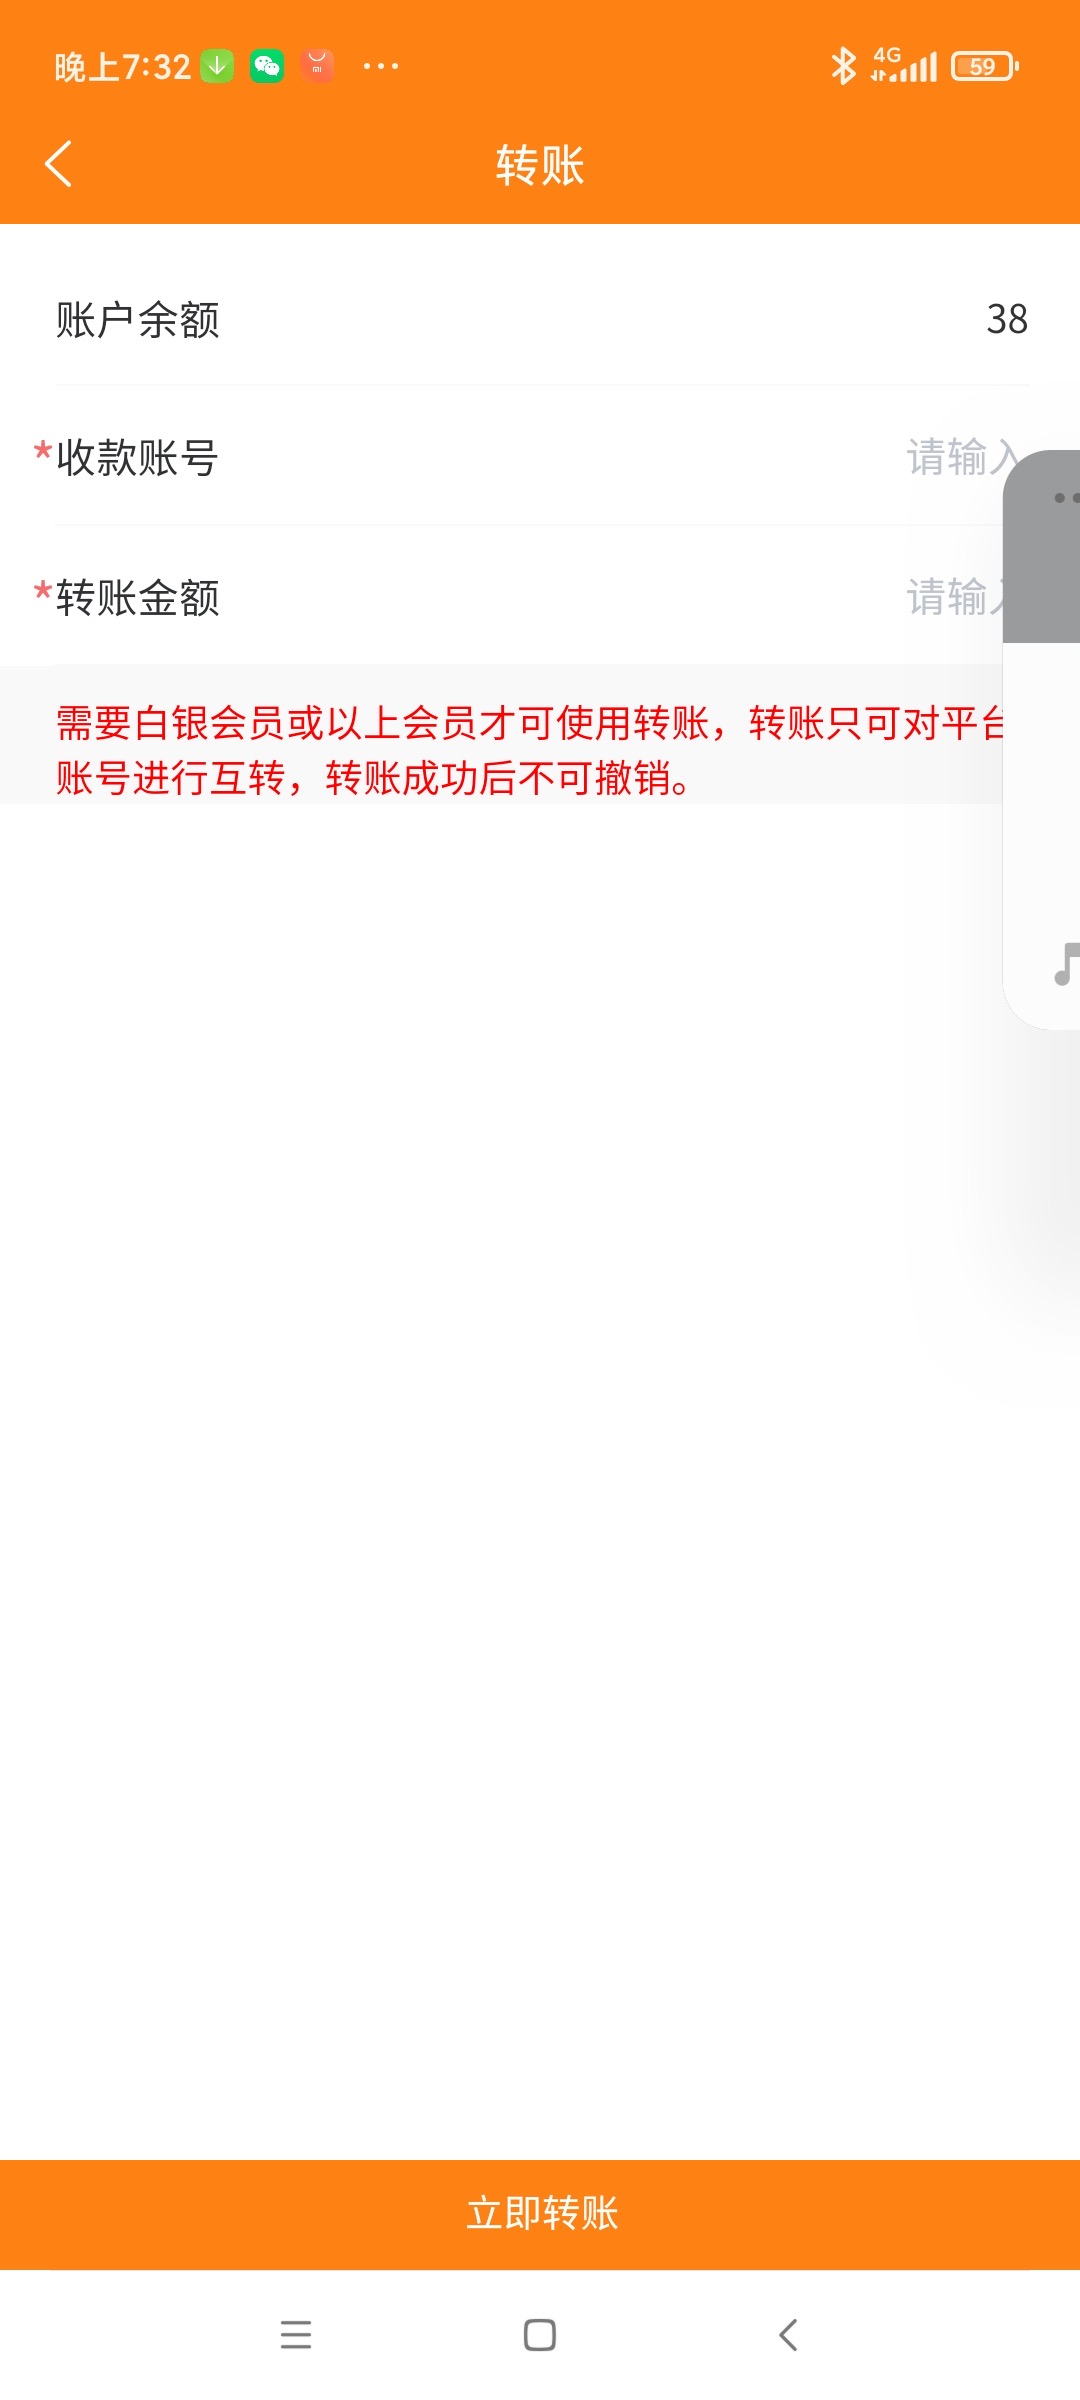 晚上7:32
4G
59
转账
账户余额 38
*收款账号 请输入
*转账金额 请输
需要白银会员或以上会员才可使用转账，转账只可对平台
账号进行互转，转账成功后不可撤销。
立即转账